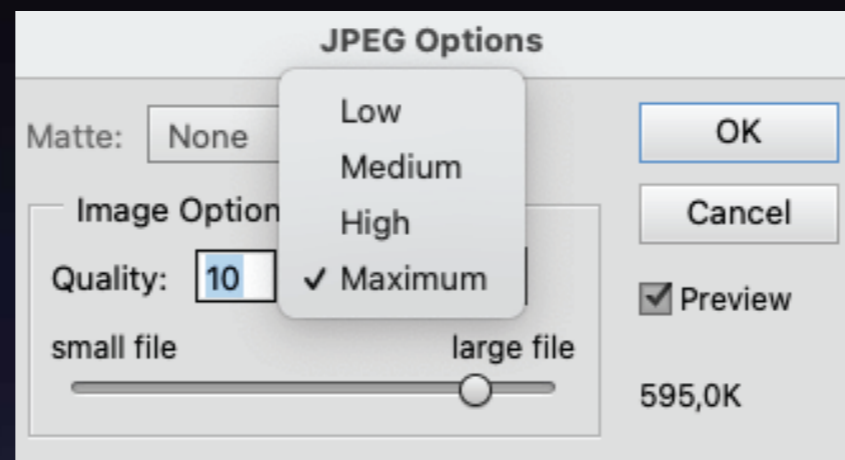 JPEG Options
Matte: None
Low
Medium
High
✓ Maximum
Image Option
Quality: 10
small file large file
OK
Cancel
Preview
595,0K